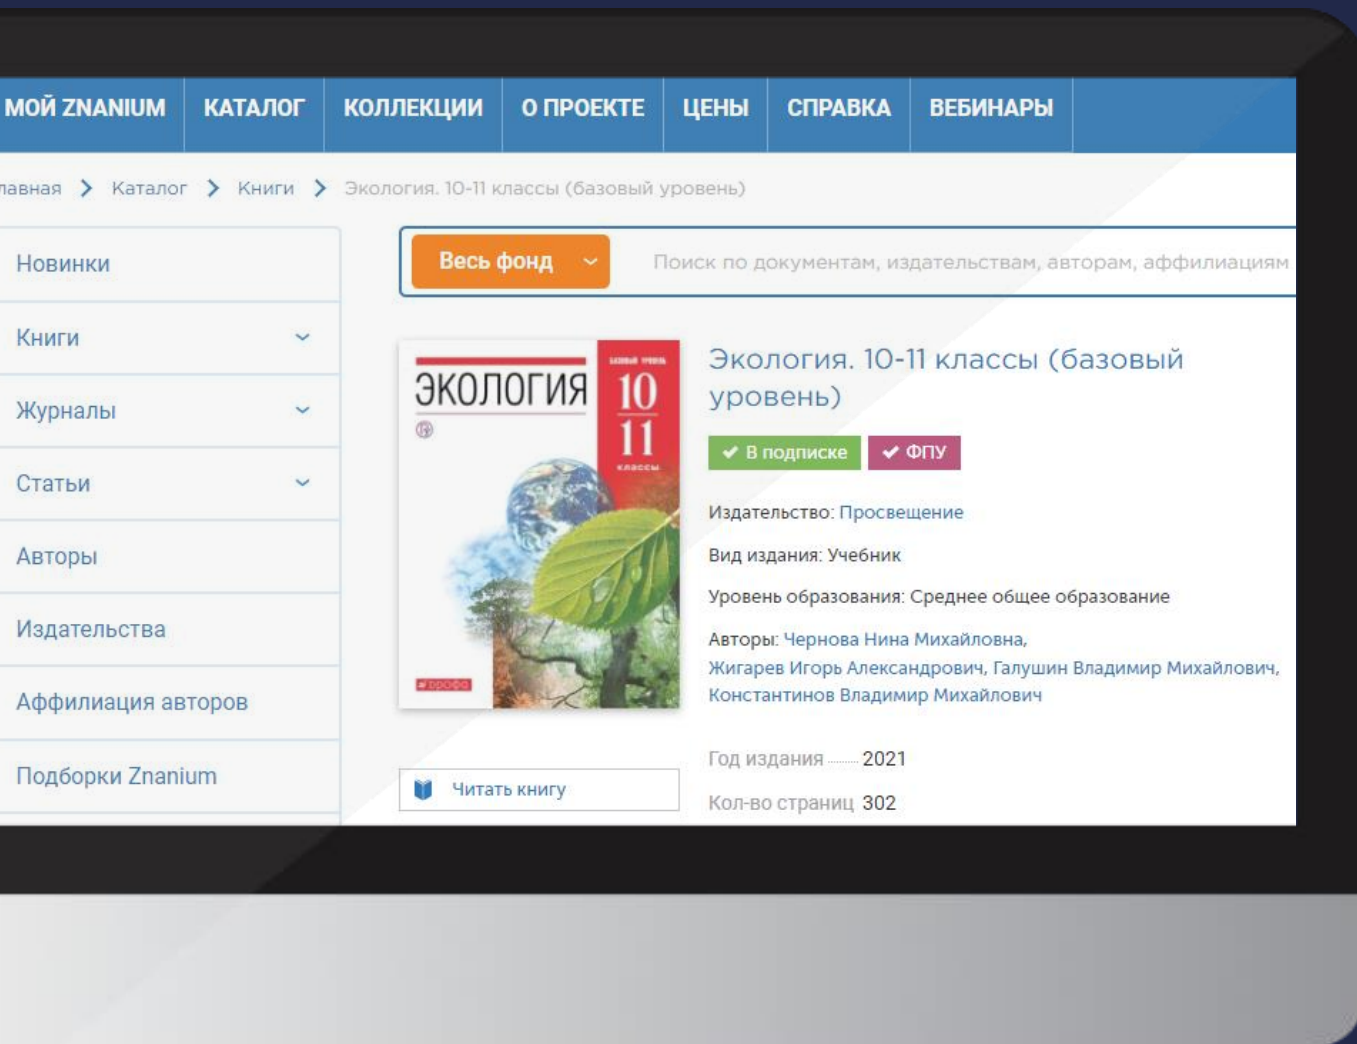 МОЙ ZNANIUM КАТАЛОГ КОЛЛЕКЦИИ О ПРОЕКТЕ ЦЕНЫ СПРАВКА ВЕБИНАРЫ
лавная > Каталог > Книги > Экология. 10-11 классы (базовый уровень)
Новинки
Книги
Журналы
Статьи
Авторы
Издательства
Аффилиация авторов
Подборки Znanium
Весь фонд
Поиск по документам, издательствам, авторам, аффилиациям
БАЗОВЫЙ УРОВЕНЬ
ЭКОЛОГИЯ
10
11
классы
дрофа
Читать книгу
Экология. 10-11 классы (базовый
уровень)
В подписке ФПУ
Издательство: Просвещение
Вид издания: Учебник
Уровень образования: Среднее общее образование
Авторы: Чернова Нина Михайловна,
Жигарев Игорь Александрович, Галушин Владимир Михайлович,
Константинов Владимир Михайлович
Год издания 2021
Кол-во страниц 302